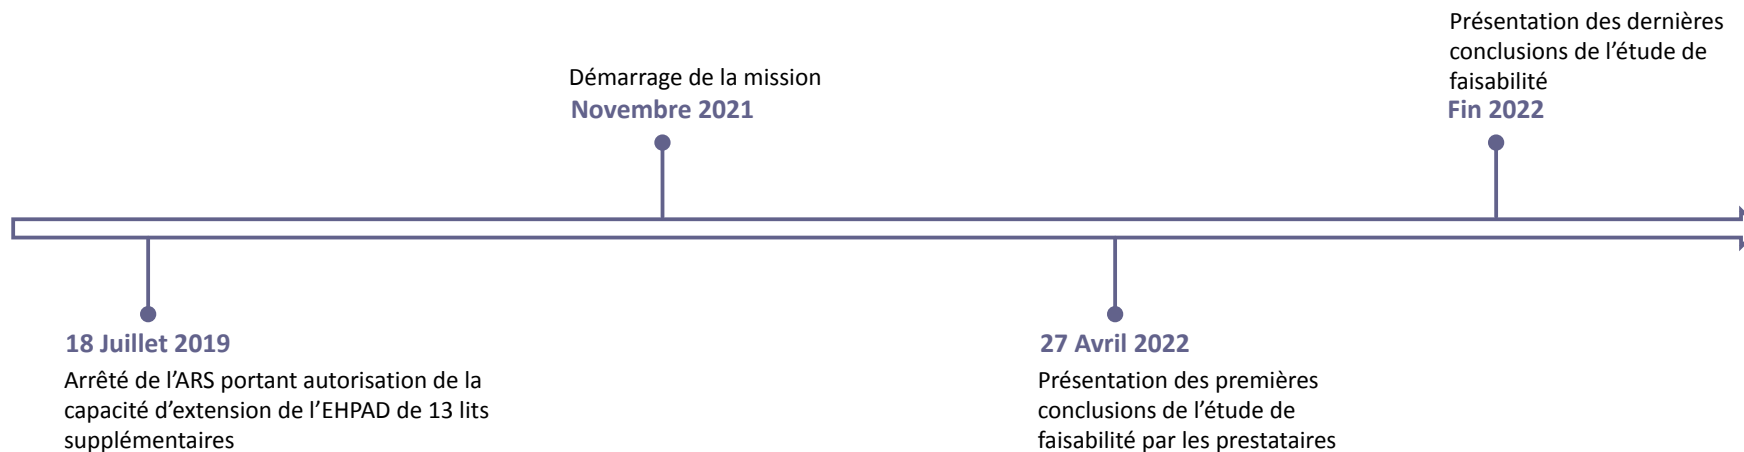 Présentation des dernières
conclusions de l’étude de
faisabilité
Fin 2022
Démarrage de la mission
Novembre 2021
18 Juillet 2019
Arrêté de l’ARS portant autorisation de la
capacité d’extension de l’EHPAD de 13 lits
supplémentaires
27 Avril 2022
Présentation des premières
conclusions de l’étude de
faisabilité par les prestataires